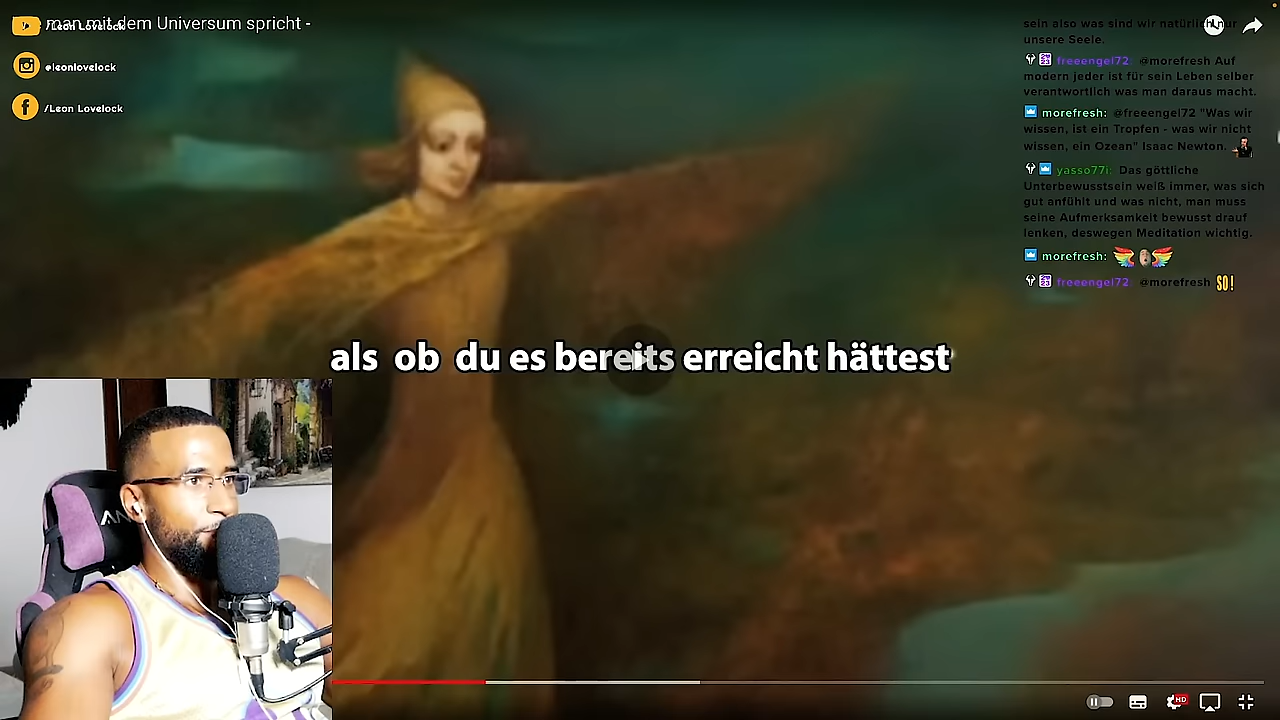 man mit dem Universum spricht -
/Leon Lovelock
@leonlovelock
/Leon Lovelock
sein also was sind wir natürlich nur
unsere Seele.
freeengel72: @morefresh Auf
modern jeder ist für sein Leben selber
verantwortlich was man daraus macht.
morefresh: @freeengel72 "Was wir
wissen, ist ein Tropfen - was wir nicht
wissen, ein Ozean" Isaac Newton.
yasso77i: Das göttliche
Unterbewusstsein weiß immer, was sich
gut anfühlt und was nicht, man muss
seine Aufmerksamkeit bewusst drauf
lenken, deswegen Meditation wichtig.
morefresh:
freeengel72: @morefresh SO!
als ob du es bereits erreicht hättest
AN
HD